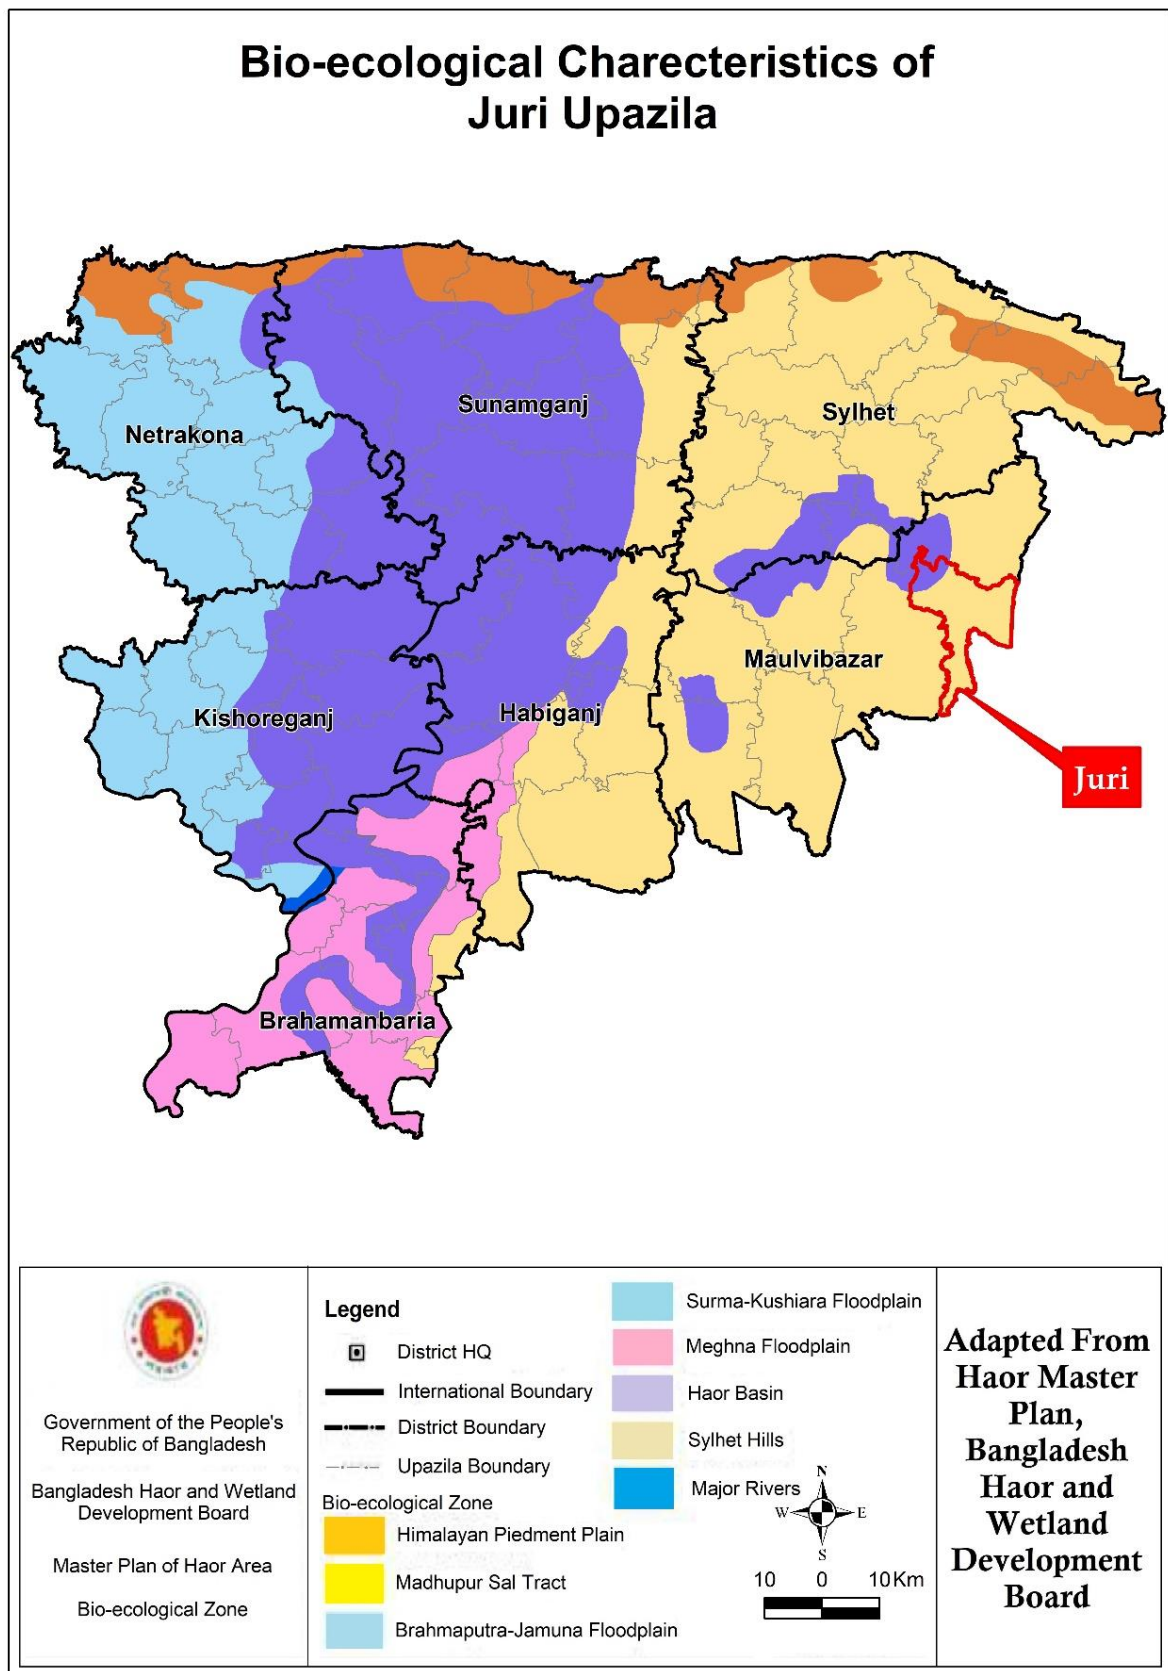 Bio-ecological Charecteristics of
Juri Upazila
Sunamganj
Sylhet
Netrakona
Maulvibazar
Kishoreganj
Habiganj
Juri
Brahamanbaria
Government of the People's
Republic of Bangladesh
Bangladesh Haor and Wetland
Development Board
Master Plan of Haor Area
Bio-ecological Zone
Legend
District HQ
International Boundary
District Boundary
Upazila Boundary
Bio-ecological Zone
Himalayan Piedment Plain
Madhupur Sal Tract
Brahmaputra-Jamuna Floodplain
Surma-Kushiara Floodplain
Meghna Floodplain
Haor Basin
Sylhet Hills
Major Rivers
N
W E
S
10 0 10 Km
Adapted From
Haor Master
Plan,
Bangladesh
Haor and
Wetland
Development
Board